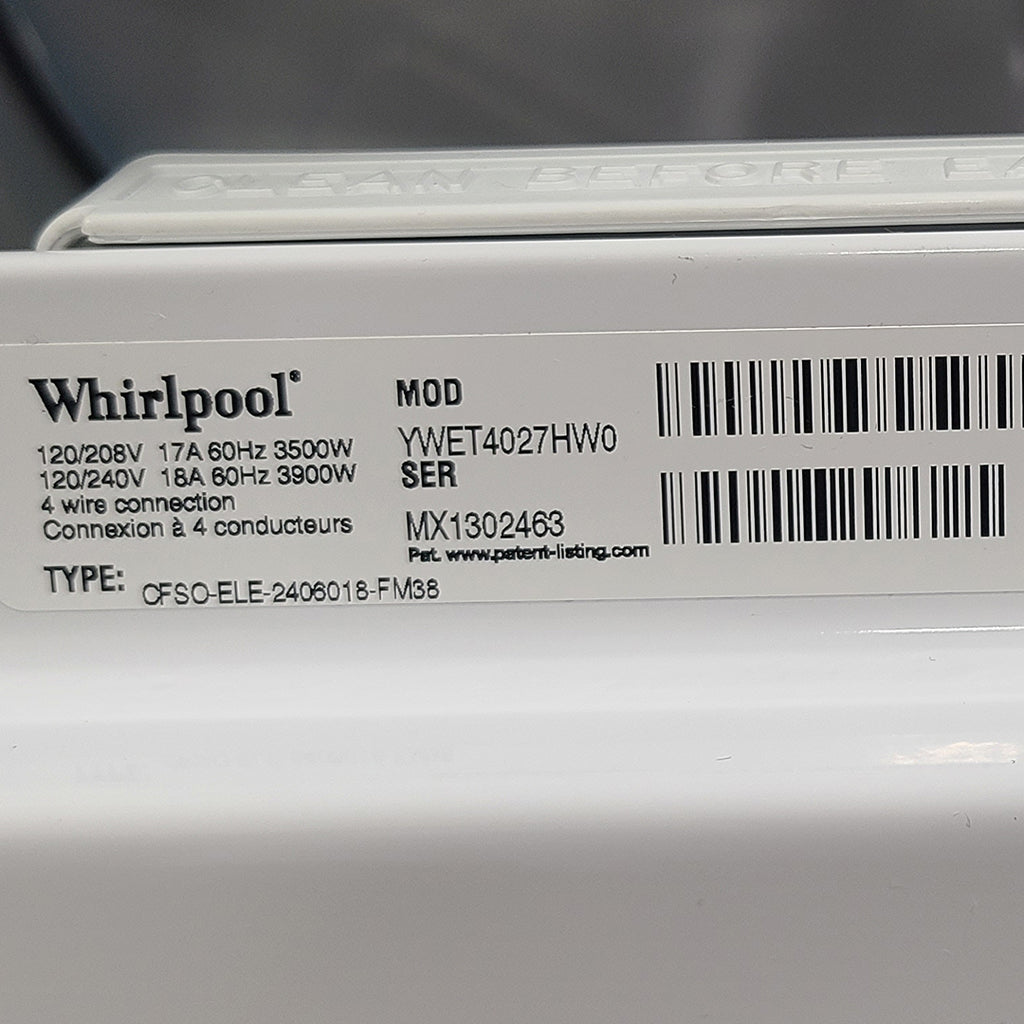 CLEAN BEFORE EA
Whirlpool®
120/208V 17A 60Hz 3500W
120/240V 18A 60Hz 3900W
4 wire connection
Connexion à 4 conducteurs
TYPE: CFSO-ELE-2406018-FM38
MOD
YWET4027HW0
SER
MX1302463
Pat. www.patent-listing.com